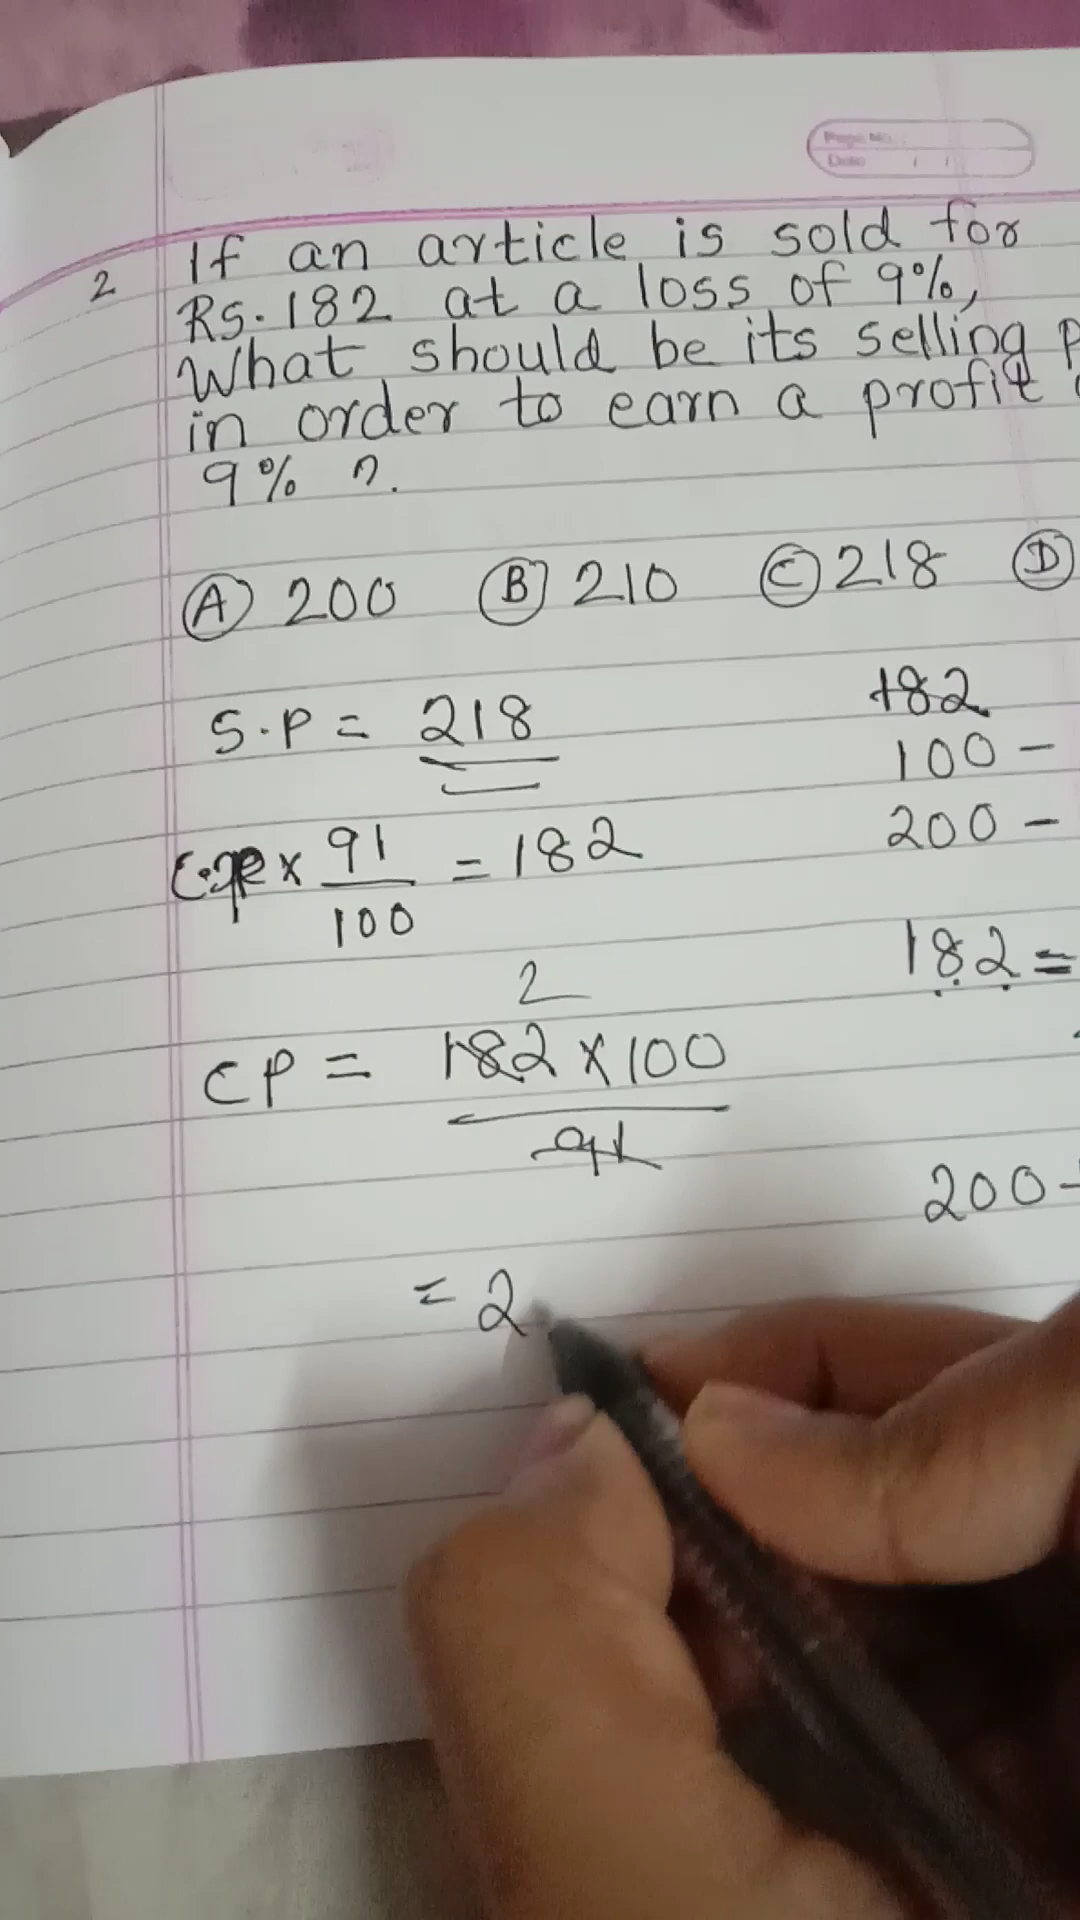 Page No.
Date
2 If an article is sold for
Rs. 182 at a loss of 9%,
What should be its selling
in order to earn a profit
9% ?.
(A) 200 (B) 210 (C) 218 (D)
S.P = 218
182
100 -
200 -
× 91/100 = 182
182 =
2
CP = 182 × 100
91
200 -
= 2